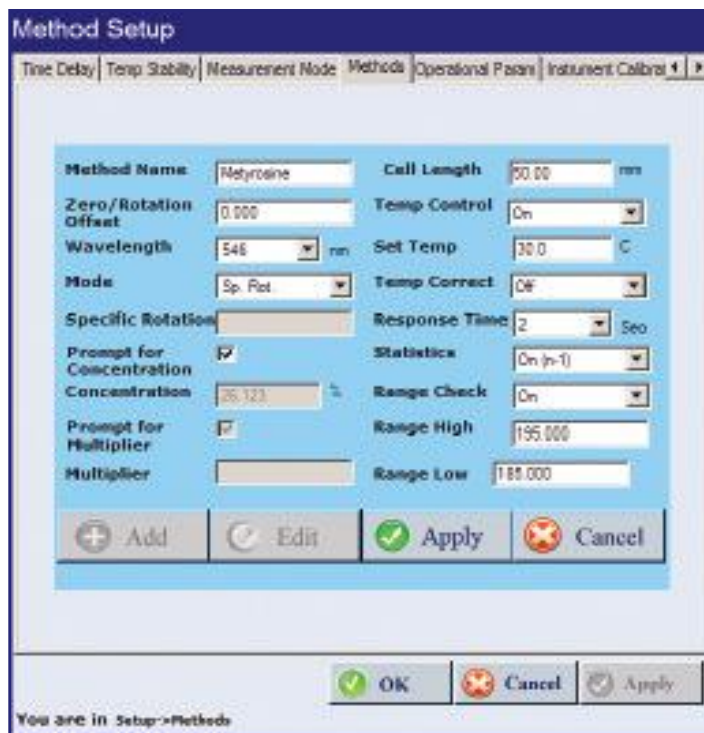 Method Setup
Time Delay Temp Stability Measurement Mode Methods Operational Param Instrument Calibrat
Method Name Metyrosine Cell Length 50.00 mm
Zero/Rotation Offset 0.000 Temp Control On
Wavelength 546 nm Set Temp 30.0 C
Mode Sp. Rot. Temp Correct Off
Specific Rotation Response Time 2 Sec
Prompt for Concentration Statistics On (n-1)
Concentration 26.123 % Range Check On
Prompt for Multiplier Range High 195.000
Multiplier Range Low 185.000
Add Edit Apply Cancel
OK Cancel Apply
You are in Setup->Methods